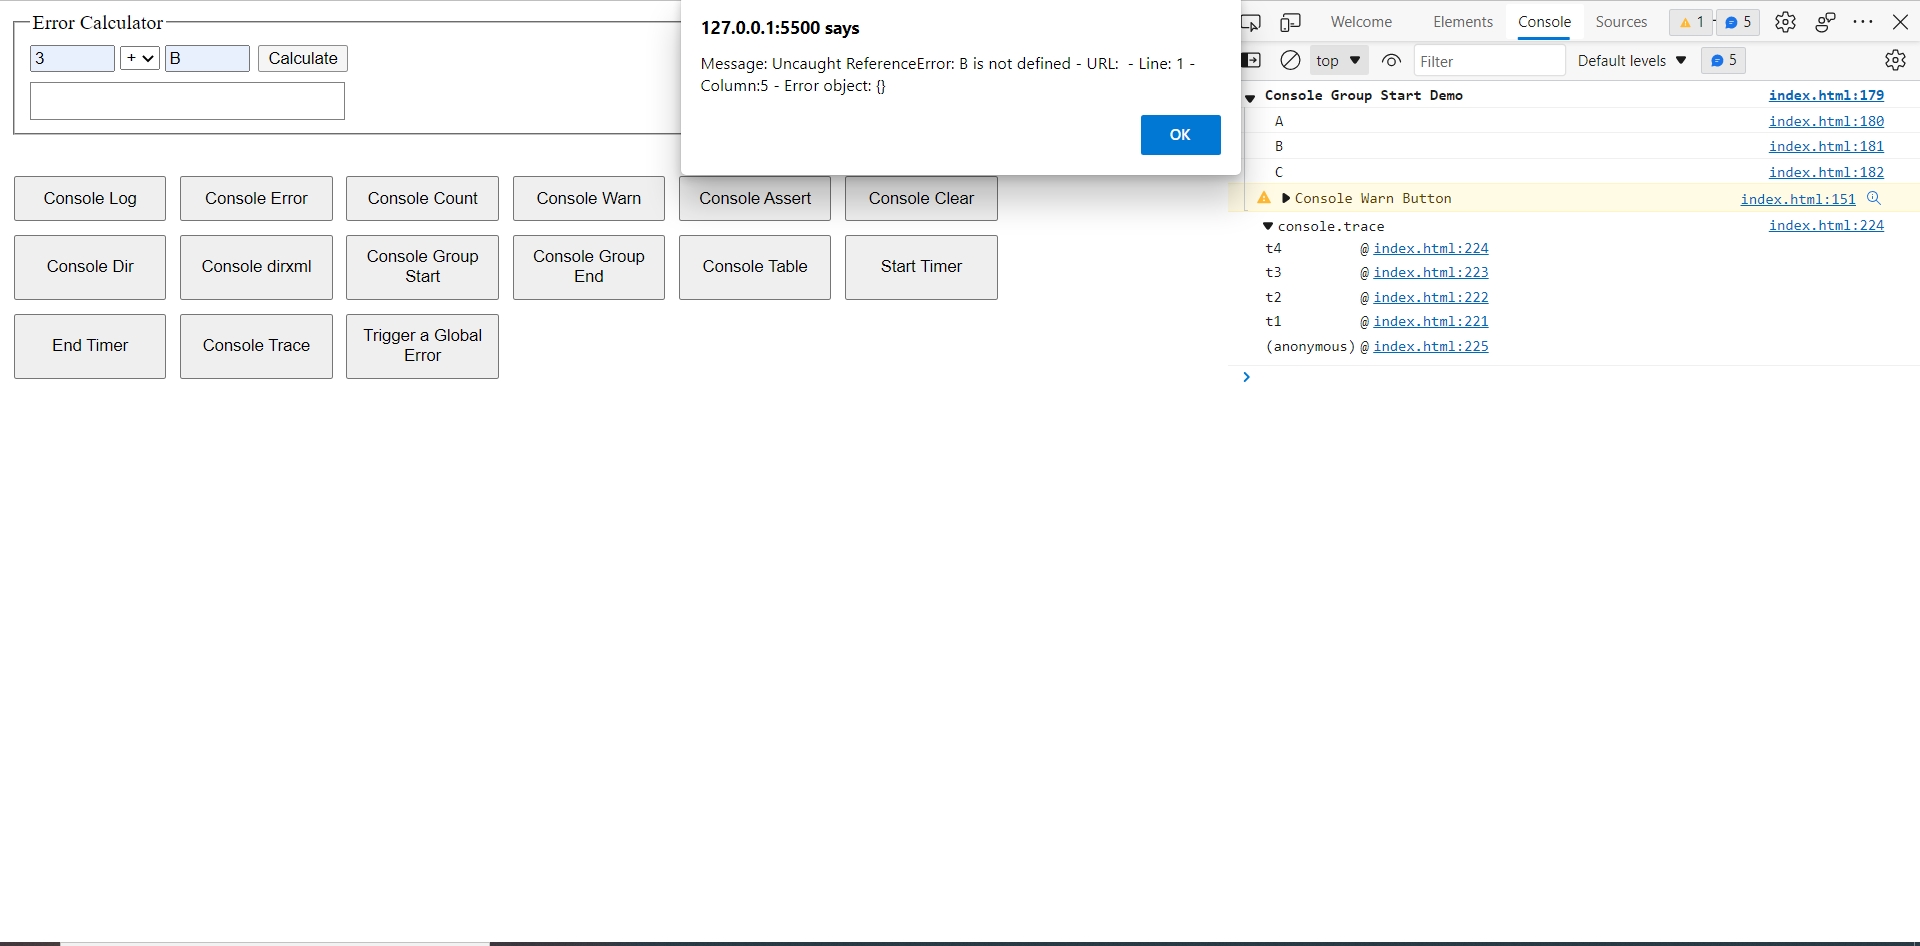 Error Calculator
3 + B Calculate
127.0.0.1:5500 says
Message: Uncaught ReferenceError: B is not defined - URL:  - Line: 1 -
Column:5 - Error object: {}
OK
Console Log Console Error Console Count Console Warn Console Assert Console Clear
Console Dir Console dirxml Console Group Start Console Group End Console Table Start Timer
End Timer Console Trace Trigger a Global Error
Welcome Elements Console Sources 1 5
top Filter Default levels 5
Console Group Start Demo index.html:179
A index.html:180
B index.html:181
C index.html:182
Console Warn Button index.html:151
console.trace index.html:224
t4 @ index.html:224
t3 @ index.html:223
t2 @ index.html:222
t1 @ index.html:221
(anonymous) @ index.html:225